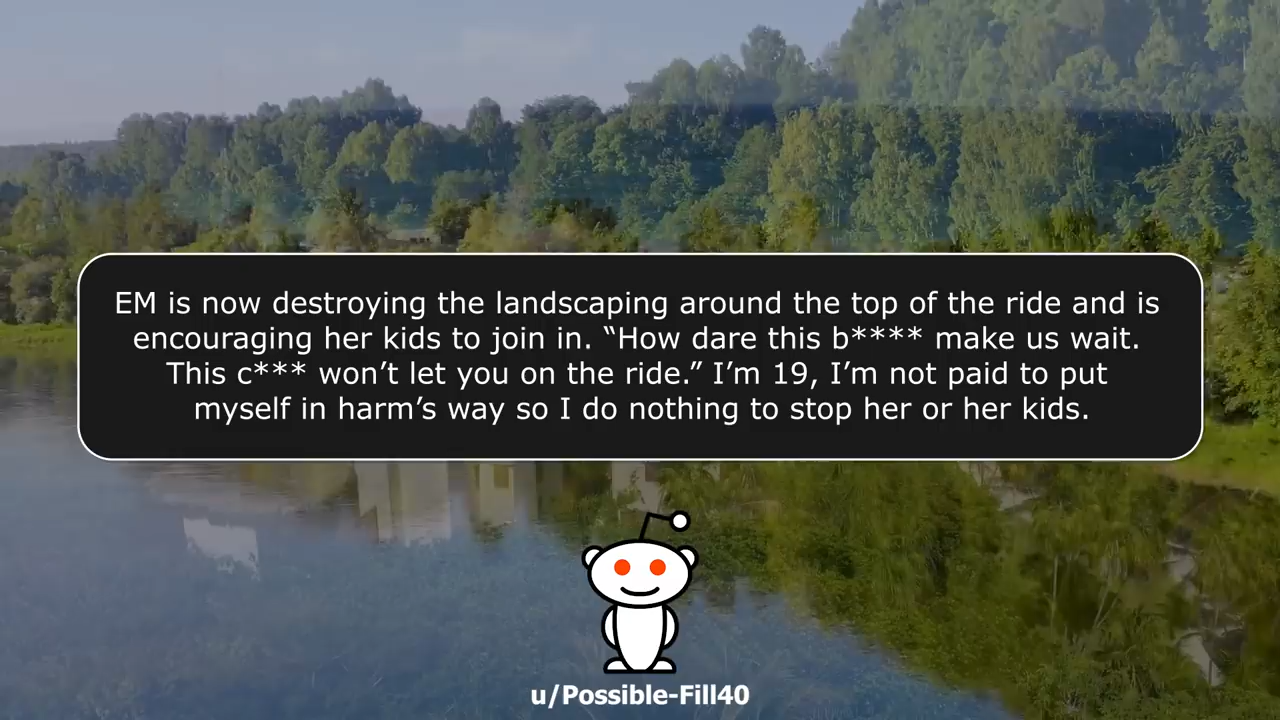 EM is now destroying the landscaping around the top of the ride and is
encouraging her kids to join in. “How dare this b**** make us wait.
This c*** won’t let you on the ride.” I’m 19, I’m not paid to put
myself in harm’s way so I do nothing to stop her or her kids.
u/Possible-Fill40